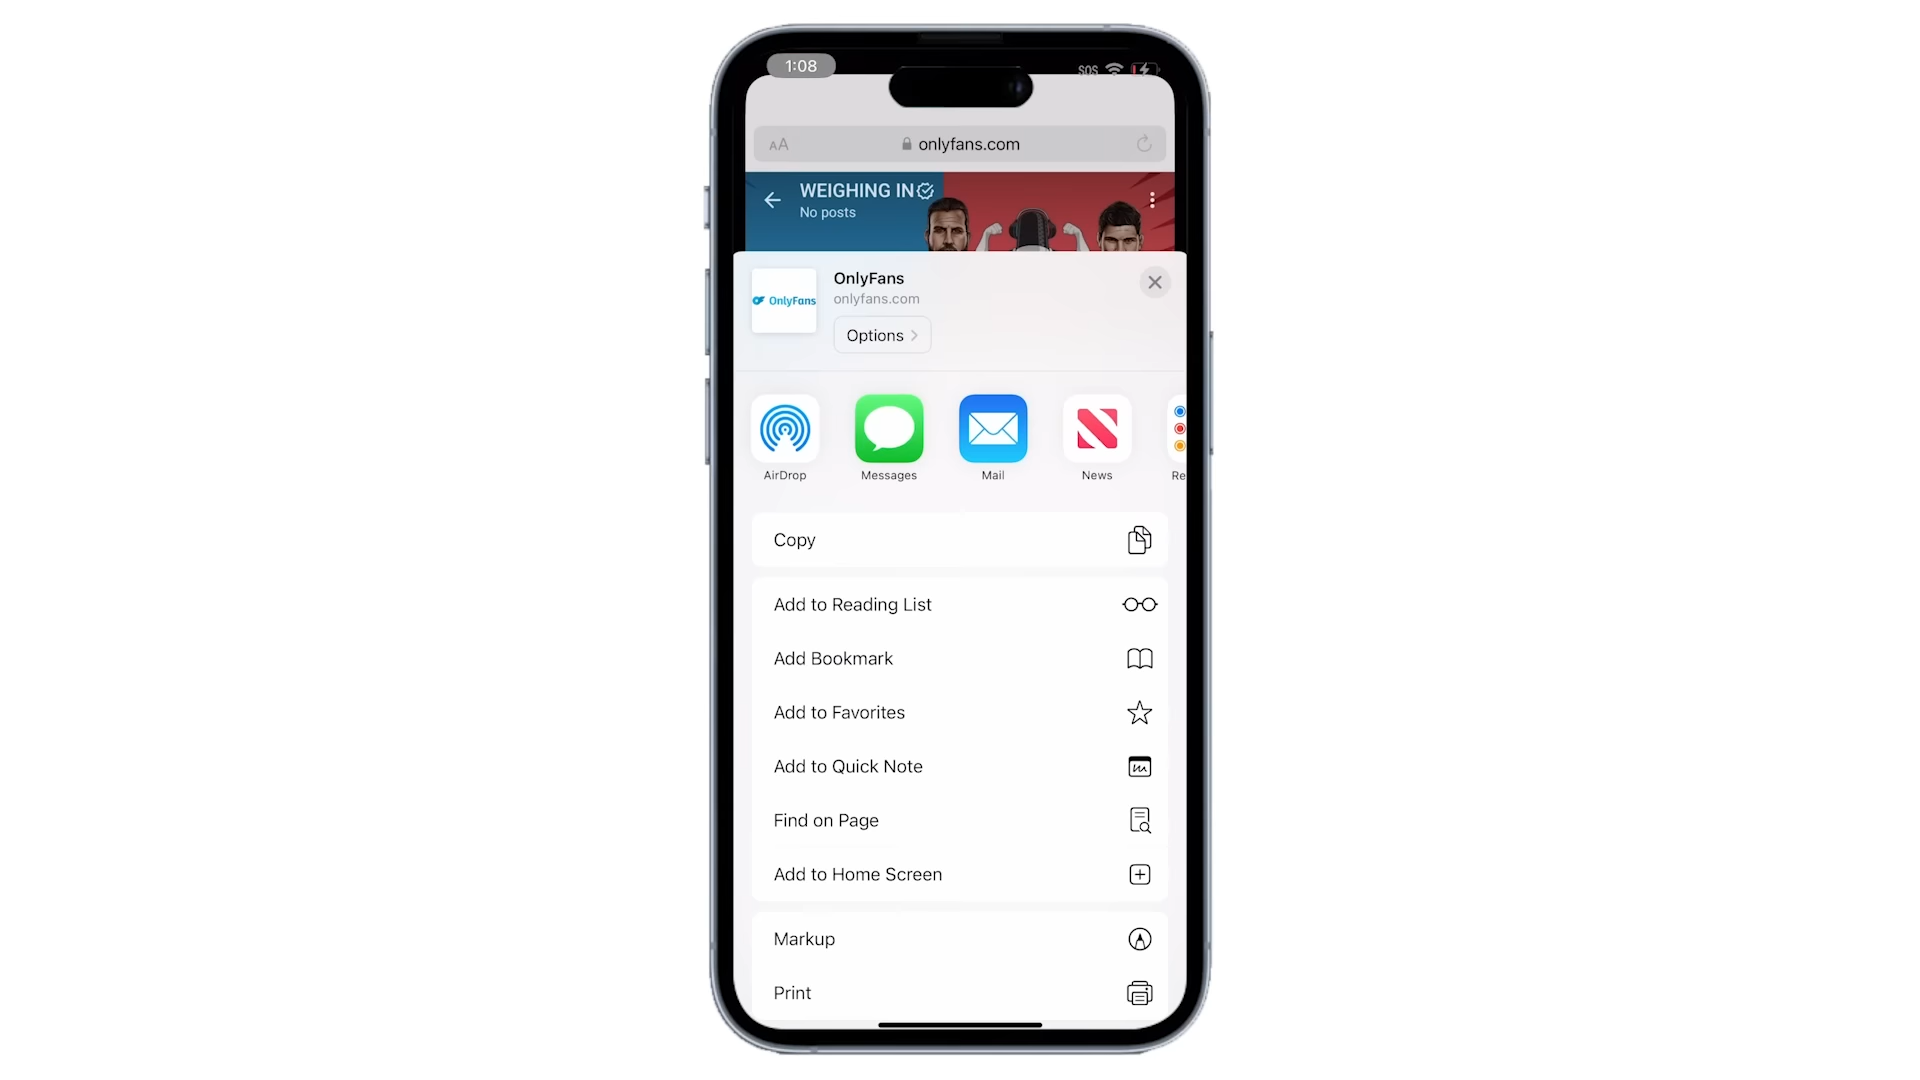 1:08
SOS
AA
onlyfans.com
WEIGHING IN
No posts
OnlyFans
OnlyFans
onlyfans.com
Options
AirDrop
Messages
Mail
News
Re
Copy
Add to Reading List
Add Bookmark
Add to Favorites
Add to Quick Note
Find on Page
Add to Home Screen
Markup
Print